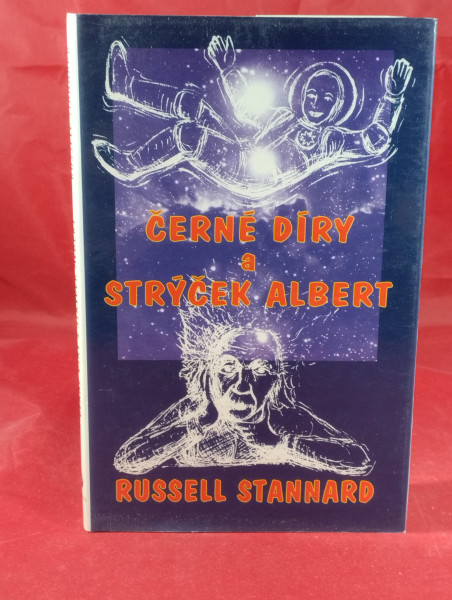 ČERNÉ DÍRY
a
STRÝČEK ALBERT
RUSSELL STANNARD